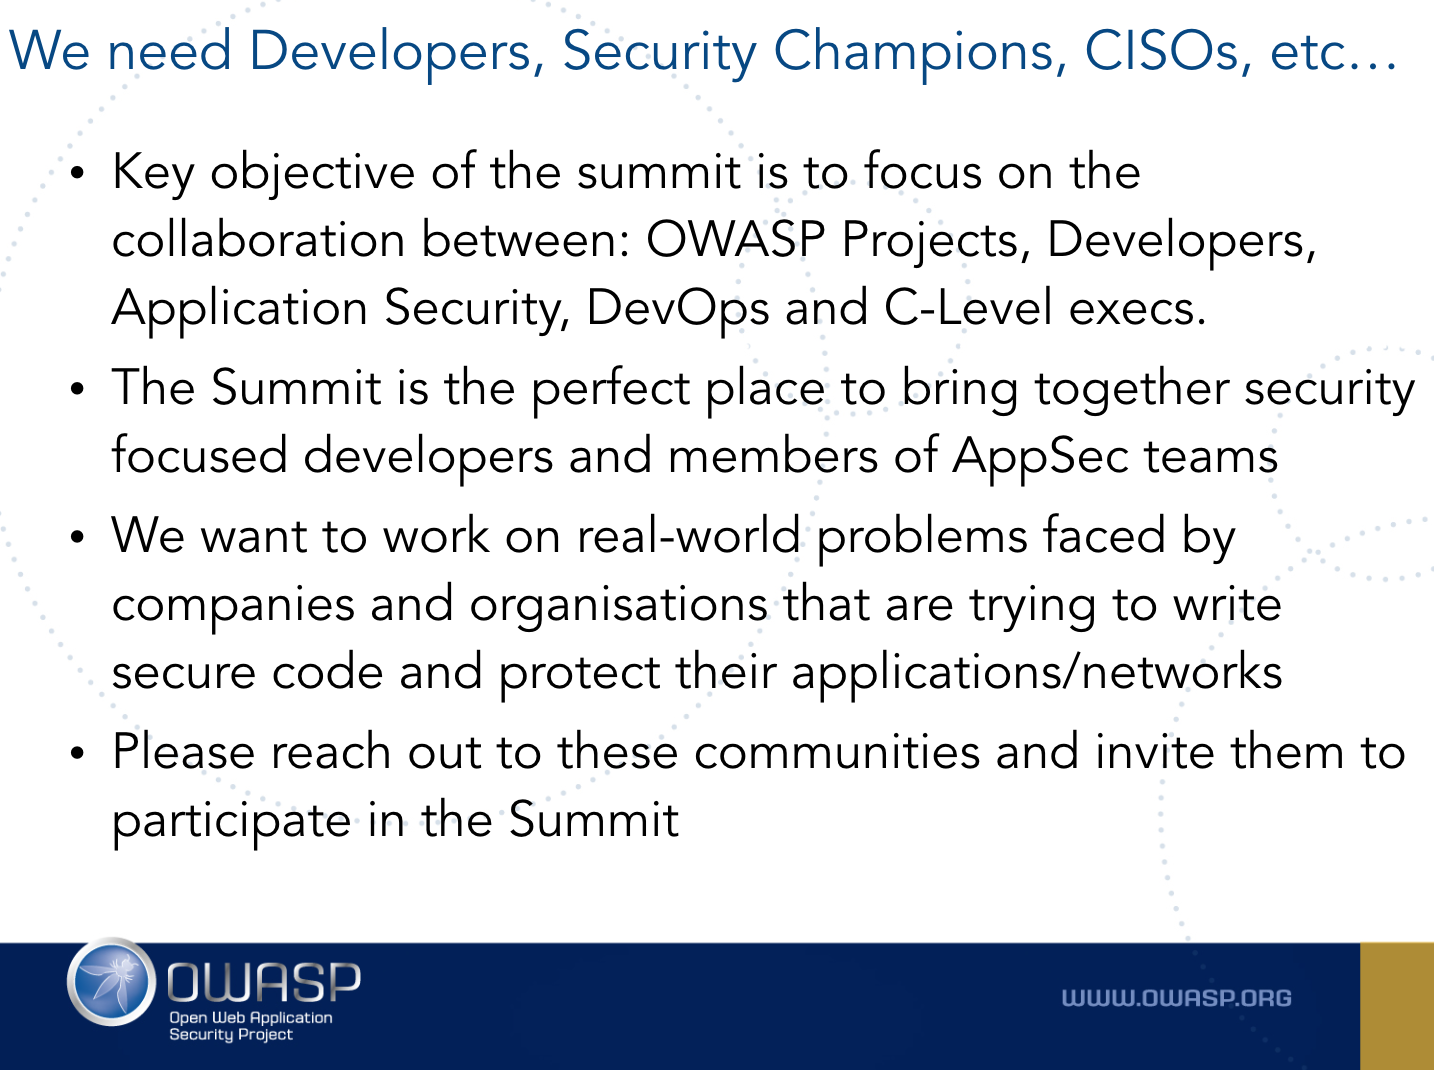 We need Developers, Security Champions, CISOs, etc…
• Key objective of the summit is to focus on the
collaboration between: OWASP Projects, Developers,
Application Security, DevOps and C-Level execs.
• The Summit is the perfect place to bring together security
focused developers and members of AppSec teams
• We want to work on real-world problems faced by
companies and organisations that are trying to write
secure code and protect their applications/networks
• Please reach out to these communities and invite them to
participate in the Summit
OWASP
Open Web Application
Security Project
WWW.OWASP.ORG